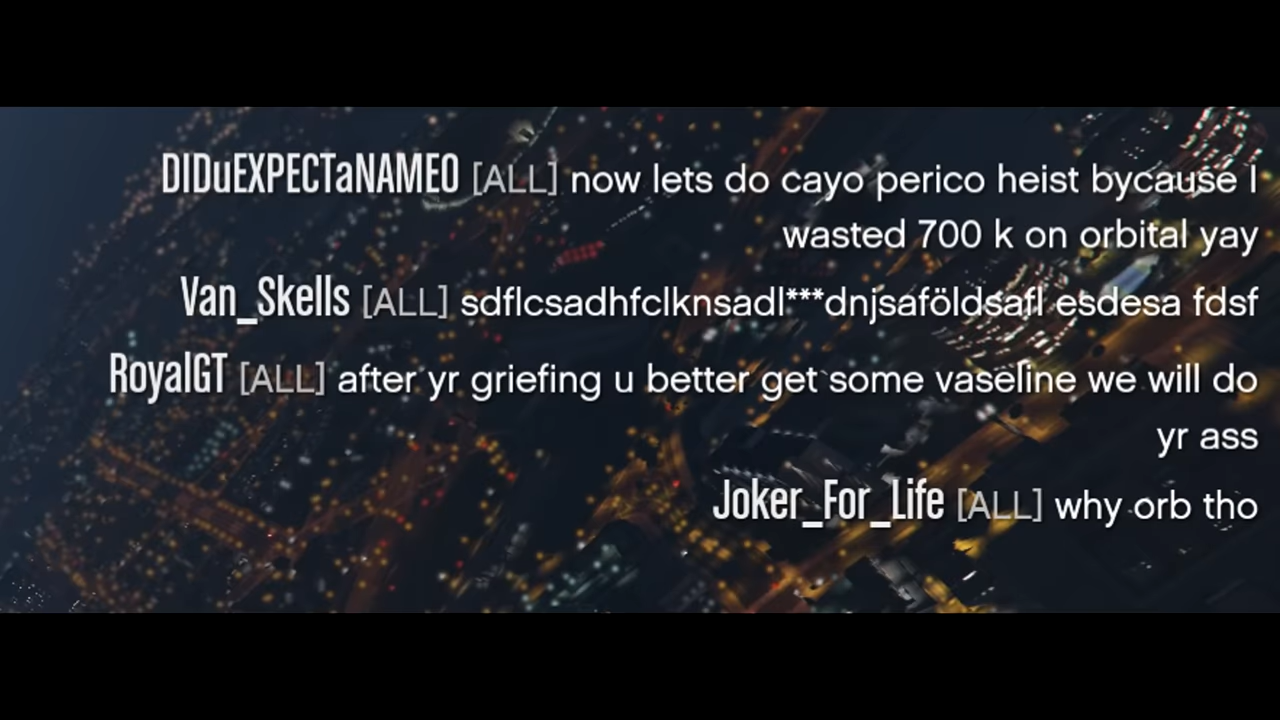 DIDuEXPECTaNAMEO [ALL] now lets do cayo perico heist bycause I
wasted 700 k on orbital yay
Van_Skells [ALL] sdflcsadhfclknsadl***dnjsaföldsafl esdesa fdsf
RoyalGT [ALL] after yr griefing u better get some vaseline we will do
yr ass
Joker_For_Life [ALL] why orb tho